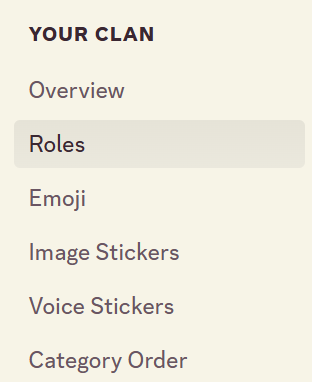 YOUR CLAN
Overview
Roles
Emoji
Image Stickers
Voice Stickers
Category Order